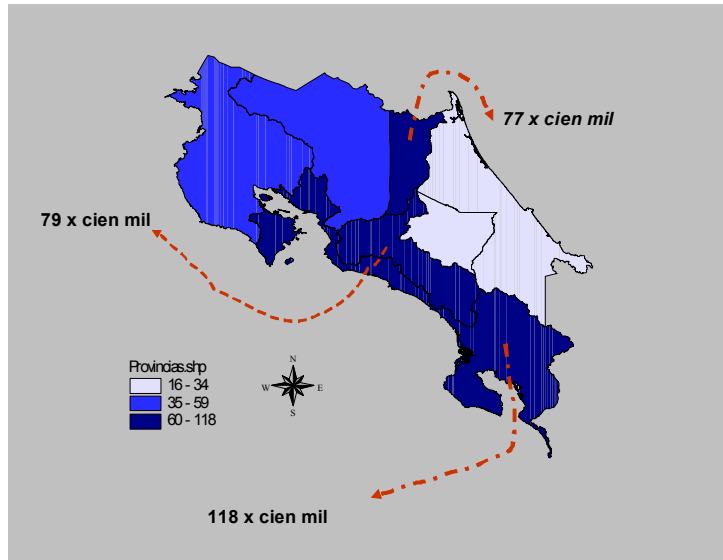 77 x cien mil
79 x cien mil
Provincias.shp
16 - 34
35 - 59
60 - 118
N
W E
S
118 x cien mil